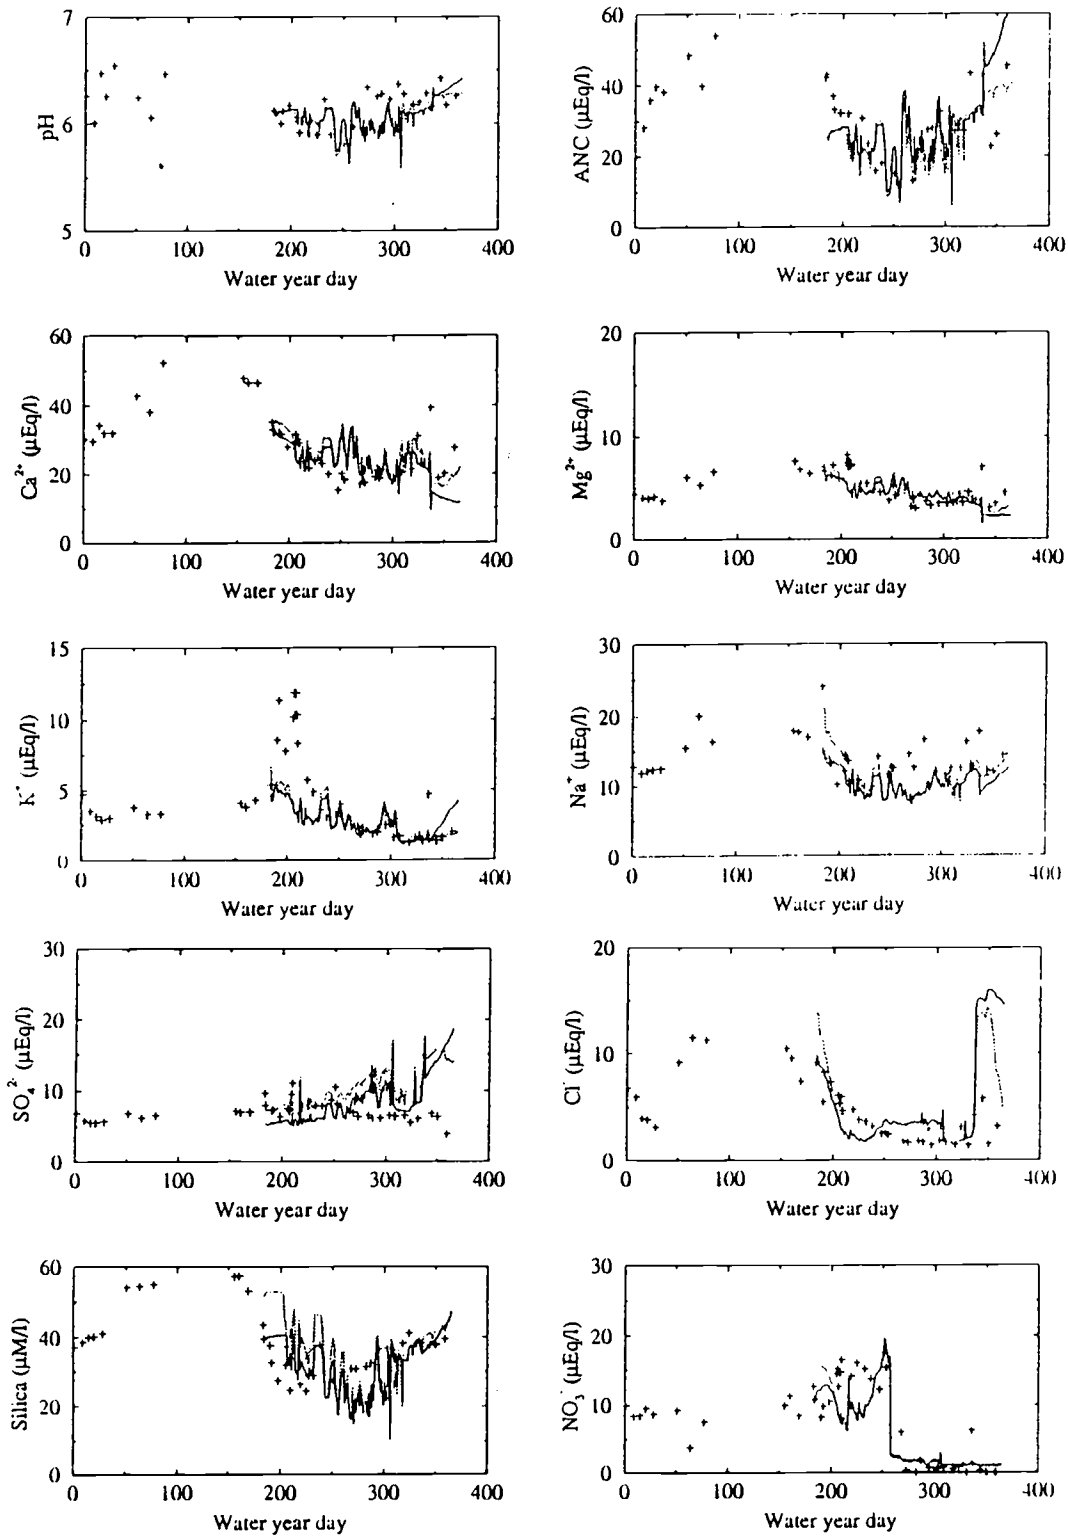 7
6
5
pH
0 100 200 300 400
Water year day
60
40
20
0
ANC (μEq/l)
0 100 200 300 400
Water year day
60
40
20
0
Ca²⁺ (μEq/l)
0 100 200 300 400
Water year day
20
10
0
Mg²⁺ (μEq/l)
0 100 200 300 400
Water year day
15
10
5
0
K⁺ (μEq/l)
0 100 200 300 400
Water year day
30
20
10
0
Na⁺ (μEq/l)
0 100 200 300 400
Water year day
30
20
10
0
SO₄²⁻ (μEq/l)
0 100 200 300 400
Water year day
20
10
0
Cl⁻ (μEq/l)
0 100 200 300 400
Water year day
60
40
20
0
Silica (μM/l)
0 100 200 300 400
Water year day
30
20
10
0
NO₃⁻ (μEq/l)
0 100 200 300 400
Water year day